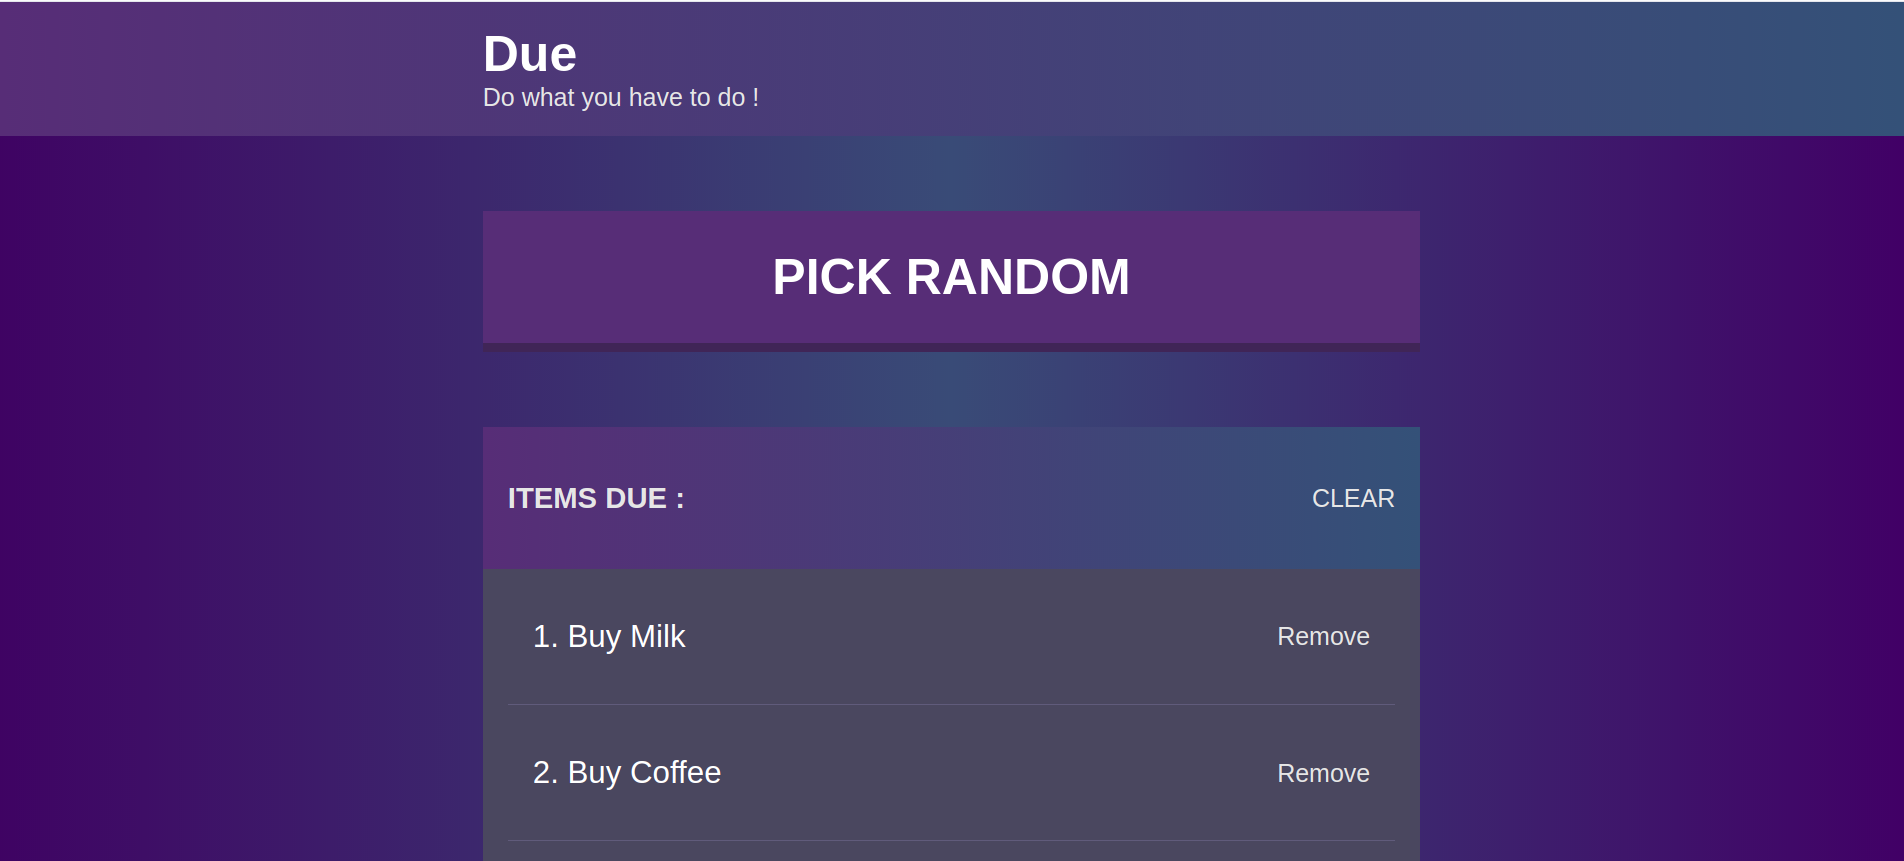 Due
Do what you have to do !
PICK RANDOM
ITEMS DUE :
CLEAR
1. Buy Milk
Remove
2. Buy Coffee
Remove